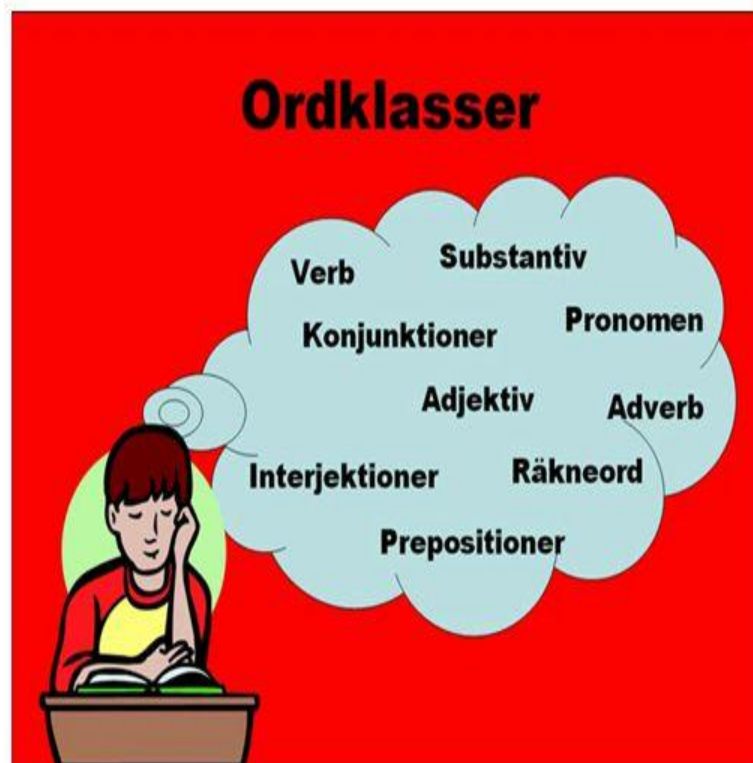 Ordklasser
Verb
Substantiv
Konjunktioner
Pronomen
Adjektiv
Adverb
Interjektioner
Räkneord
Prepositioner